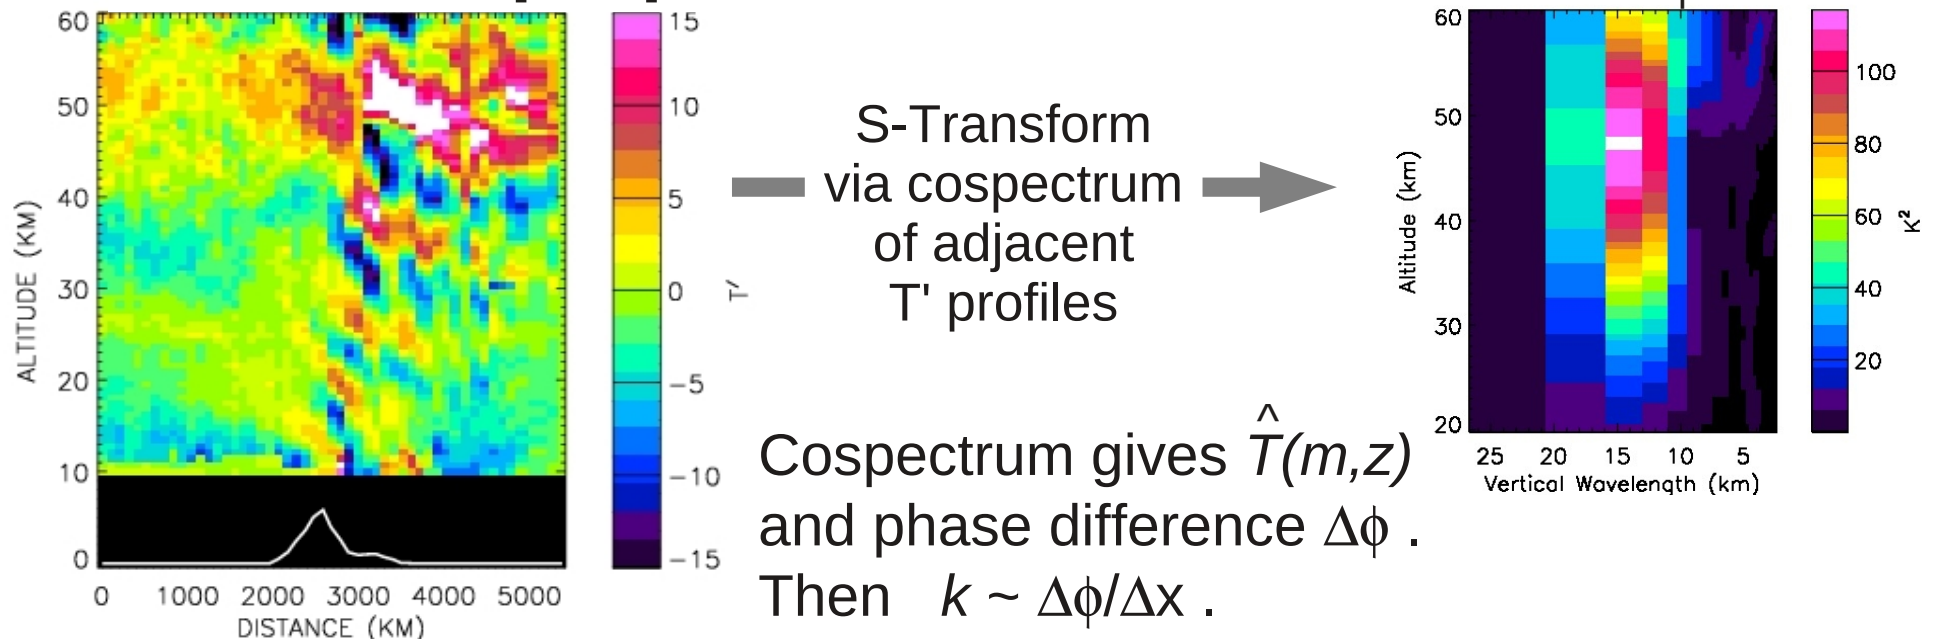 60
50
40
30
20
10
0
ALTITUDE (KM)
0 1000 2000 3000 4000 5000
DISTANCE (KM)
15
10
5
0
−5
−10
−15
T′
S-Transform
via cospectrum
of adjacent
T' profiles
Cospectrum gives T̂(m,z)
and phase difference Δϕ .
Then k ~ Δϕ/Δx .
60
50
40
30
20
Altitude (km)
25 20 15 10 5
Vertical Wavelength (km)
100
80
60
40
20
K²